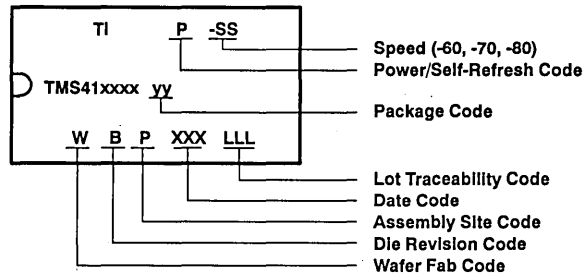 TI P -SS
Speed (-60, -70, -80)
Power/Self-Refresh Code
TMS41xxxx yy
Package Code
W B P XXX LLL
Lot Traceability Code
Date Code
Assembly Site Code
Die Revision Code
Wafer Fab Code